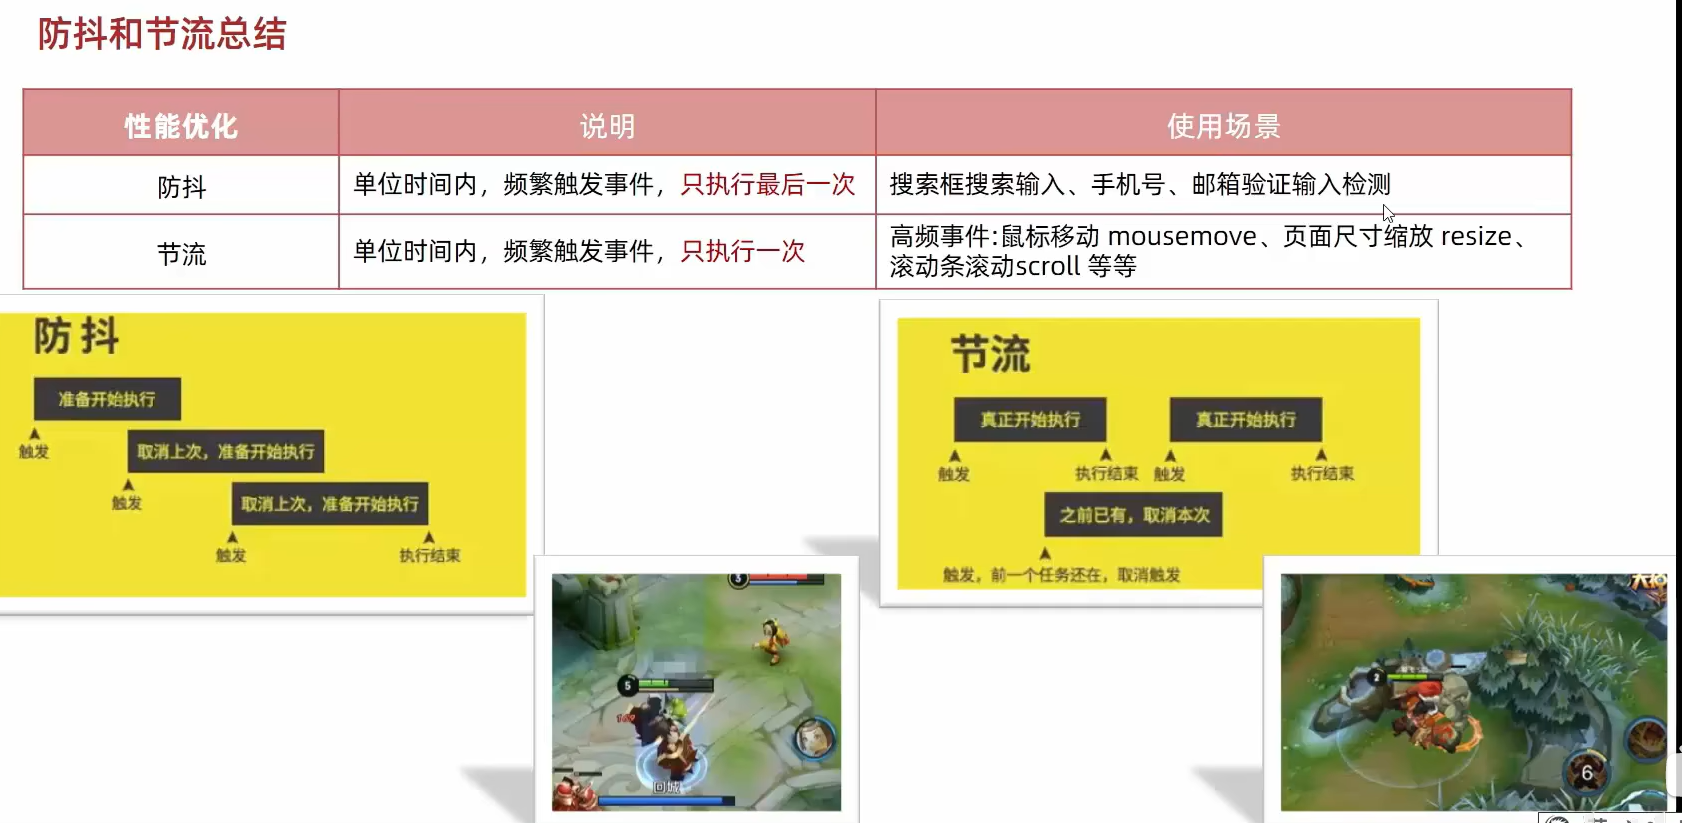 防抖和节流总结
性能优化 说明 使用场景
防抖 单位时间内，频繁触发事件，只执行最后一次 搜索框搜索输入、手机号、邮箱验证输入检测
节流 单位时间内，频繁触发事件，只执行一次 高频事件:鼠标移动 mousemove、页面尺寸缩放 resize、
滚动条滚动scroll 等等
防抖
准备开始执行
触发
取消上次，准备开始执行
触发
取消上次，准备开始执行
触发 执行结束
节流
真正开始执行 真正开始执行
触发 执行结束 触发 执行结束
之前已有，取消本次
触发，前一个任务还在，取消触发
5
回城
2
6